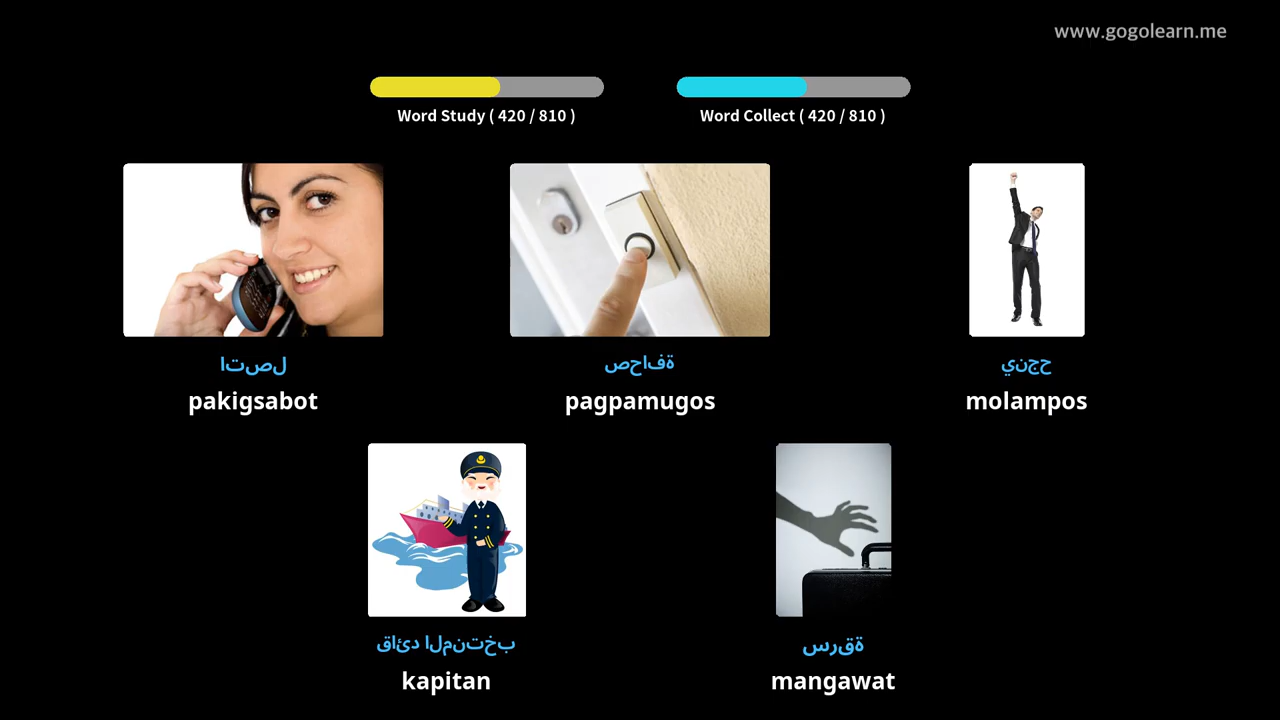 www.gogolearn.me
Word Study ( 420 / 810 )
Word Collect ( 420 / 810 )
اتصل
pakigsabot
صحافة
pagpamugos
ينجح
molampos
قائد المنتخب
kapitan
سرقة
mangawat